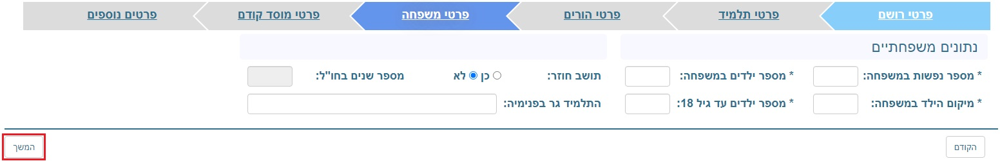 פרטי רושם פרטי תלמיד פרטי הורים פרטי משפחה פרטי מוסד קודם פרטים נוספים
נתונים משפחתיים
* מספר נפשות במשפחה: * מספר ילדים במשפחה: תושב חוזר: כן לא מספר שנים בחו"ל:
* מיקום הילד במשפחה: * מספר ילדים עד גיל 18: התלמיד גר בפנימיה:
הקודם המשך